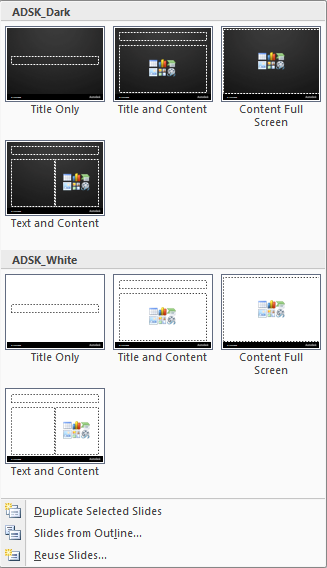 ADSK_Dark
Title Only
Title and Content
Content Full
Screen
Text and Content
ADSK_White
Title Only
Title and Content
Content Full
Screen
Text and Content
Duplicate Selected Slides
Slides from Outline...
Reuse Slides...